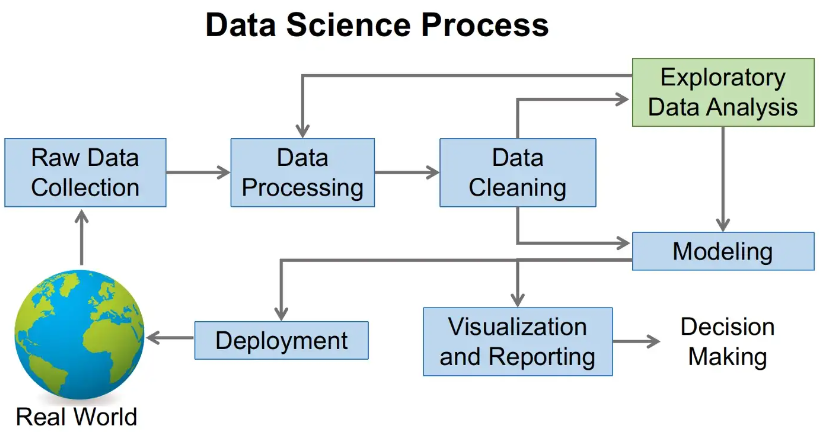 Data Science Process
Exploratory
Data Analysis
Raw Data
Collection
Data
Processing
Data
Cleaning
Modeling
Deployment
Visualization
and Reporting
Decision
Making
Real World